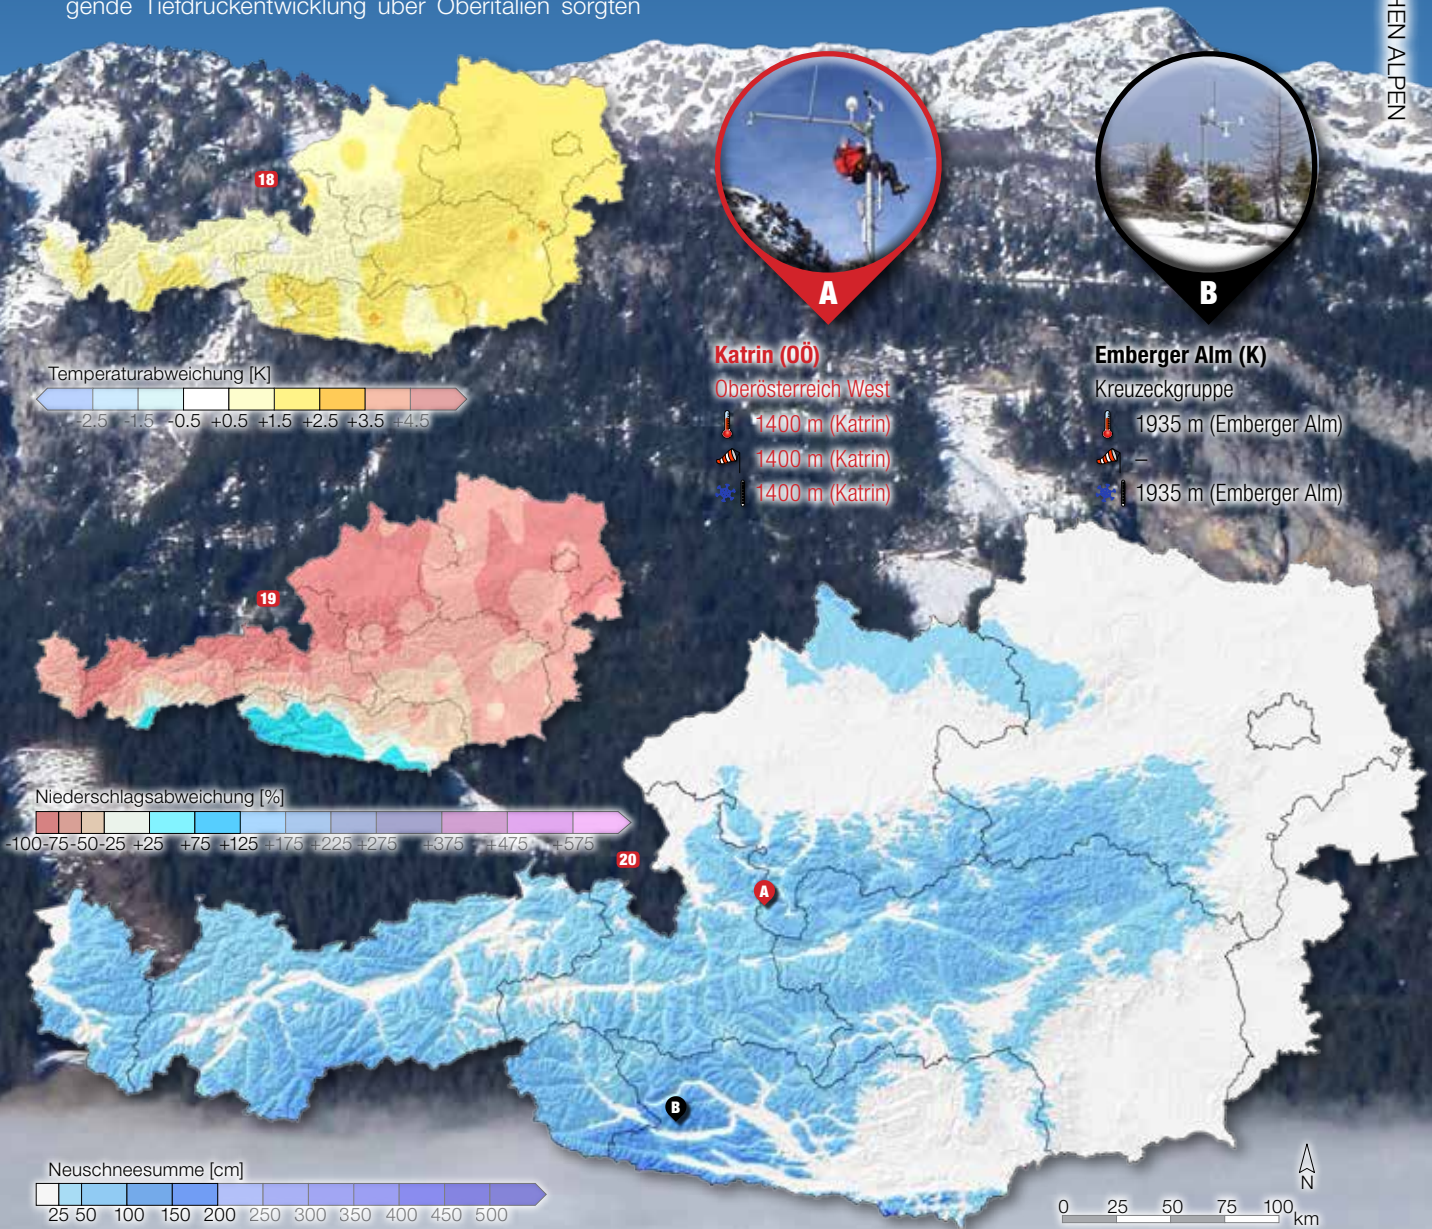 gende Tiefdruckentwicklung über Oberitalien sorgten
HEN ALPEN
18
Temperaturabweichung [K]
-2.5 -1.5 -0.5 +0.5 +1.5 +2.5 +3.5 +4.5
A
Katrin (OÖ)
Oberösterreich West
1400 m (Katrin)
1400 m (Katrin)
1400 m (Katrin)
B
Emberger Alm (K)
Kreuzeckgruppe
1935 m (Emberger Alm)
–
1935 m (Emberger Alm)
19
Niederschlagsabweichung [%]
-100 -75 -50 -25 +25 +75 +125 +175 +225 +275 +375 +475 +575
20
A
B
Neuschneesumme [cm]
25 50 100 150 200 250 300 350 400 450 500
N
0 25 50 75 100 km